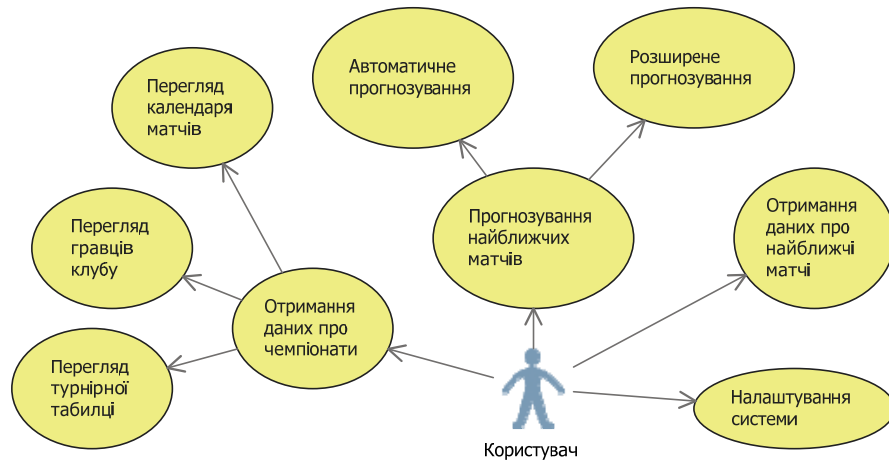 Автоматичне
прогнозування
Розширене
прогнозування
Перегляд
календаря
матчів
Перегляд
гравців
клубу
Прогнозування
найближчих
матчів
Отримання
даних про
найближчі
матчі
Отримання
даних про
чемпіонати
Перегляд
турнірної
табилці
Налаштування
системи
Користувач